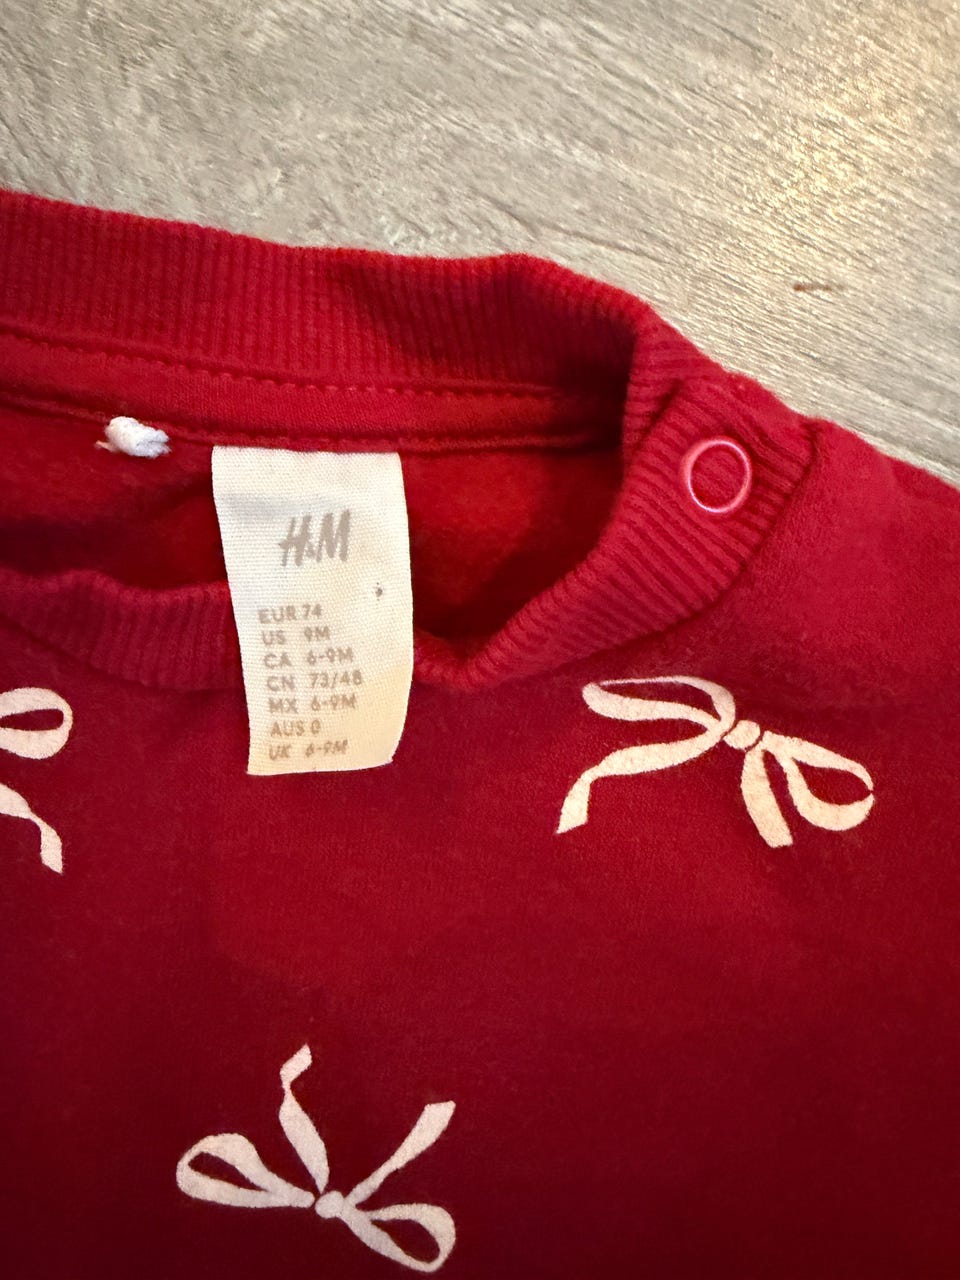 H&M
EUR 74
US 9M
CA 6-9M
CN 73/48
MX 6-9M
AUS 0
UK 6-9M